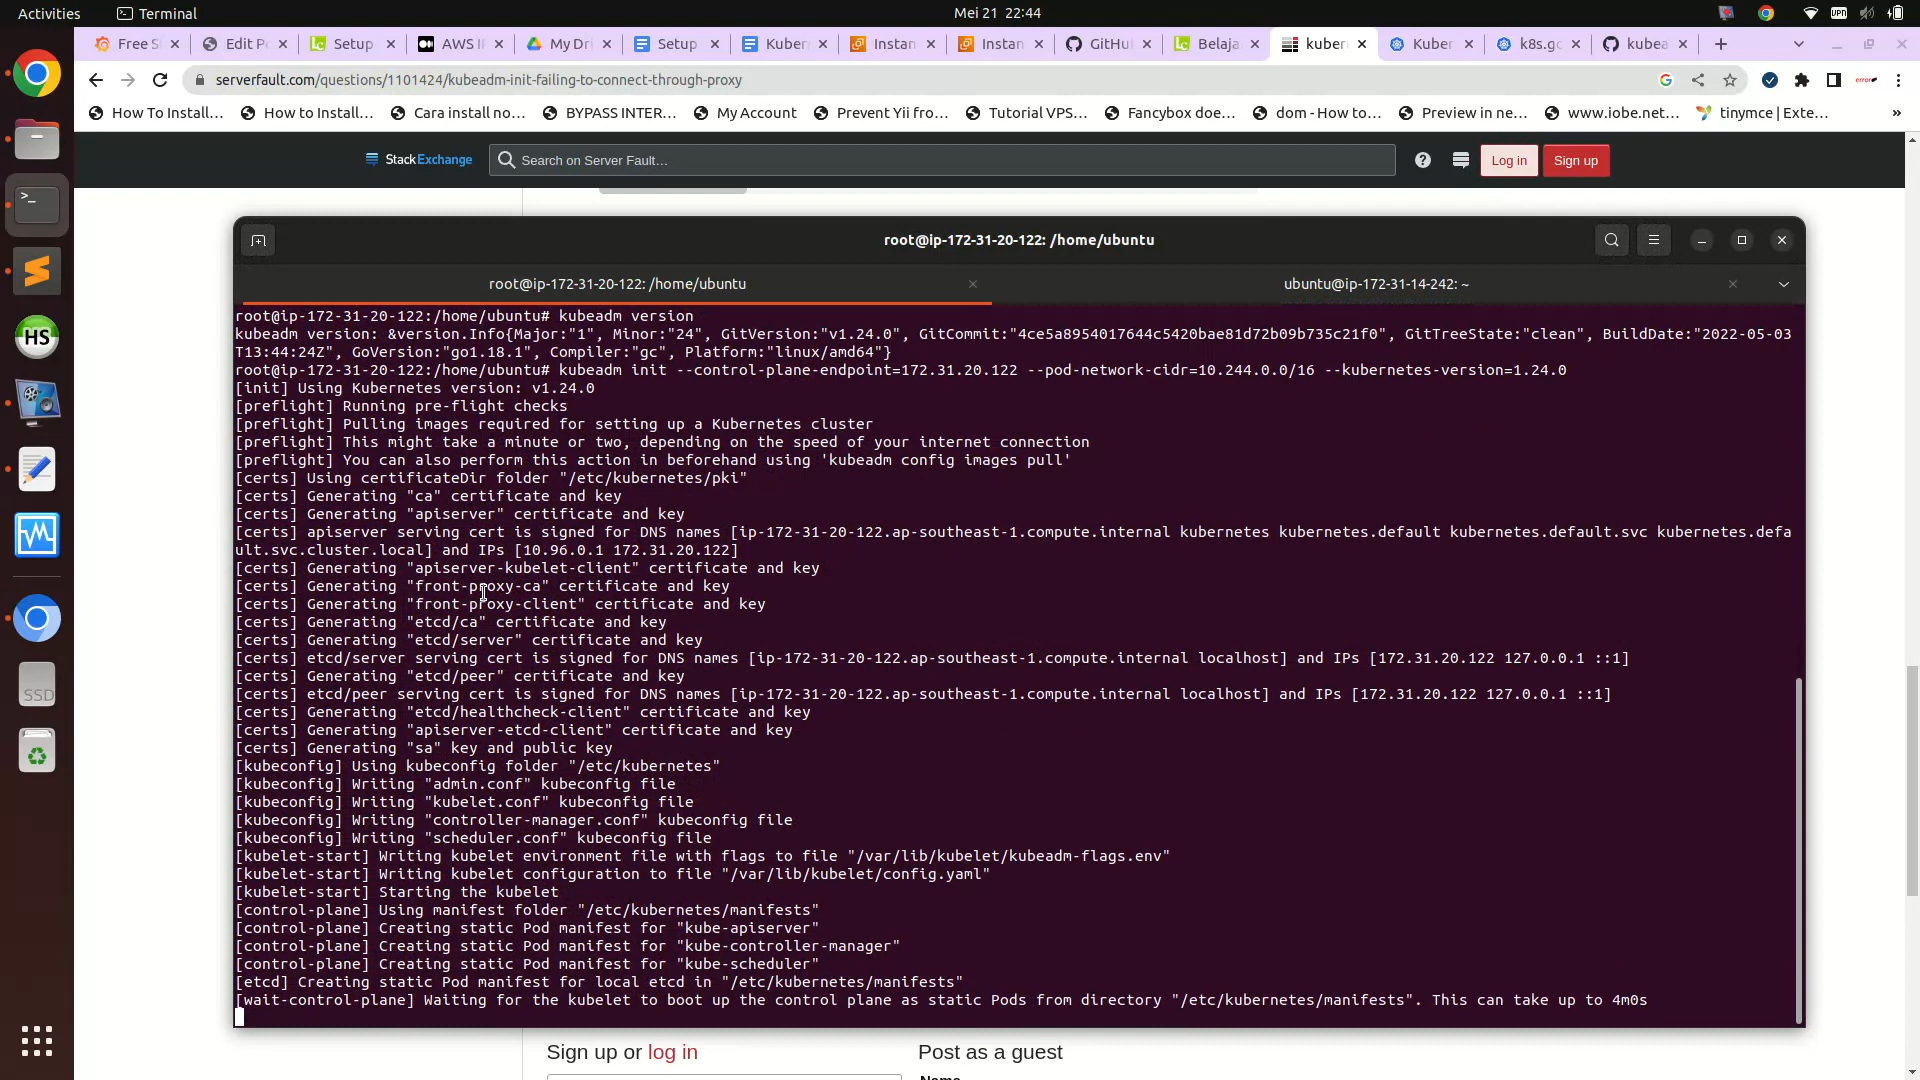 Activities
Terminal
Mei 21 22:44
VPN
Free S
Edit Po
Setup
AWS IP
My Dri
Setup
Kuber
Instan
Instan
GitHu
Belaja
kuber
Kuber
k8s.gc
kubea
serverfault.com/questions/1101424/kubeadm-init-failing-to-connect-through-proxy
error
How To Install...
How to Install...
Cara install no...
BYPASS INTER...
My Account
Prevent Yii fro...
Tutorial VPS...
Fancybox doe...
dom - How to...
Preview in ne...
www.iobe.net...
tinymce | Exte...
StackExchange
Search on Server Fault...
Log in
Sign up
root@ip-172-31-20-122: /home/ubuntu
root@ip-172-31-20-122: /home/ubuntu
ubuntu@ip-172-31-14-242: ~
root@ip-172-31-20-122:/home/ubuntu# kubeadm version
kubeadm version: &version.Info{Major:"1", Minor:"24", GitVersion:"v1.24.0", GitCommit:"4ce5a8954017644c5420bae81d72b09b735c21f0", GitTreeState:"clean", BuildDate:"2022-05-03
T13:44:24Z", GoVersion:"go1.18.1", Compiler:"gc", Platform:"linux/amd64"}
root@ip-172-31-20-122:/home/ubuntu# kubeadm init --control-plane-endpoint=172.31.20.122 --pod-network-cidr=10.244.0.0/16 --kubernetes-version=1.24.0
[init] Using Kubernetes version: v1.24.0
[preflight] Running pre-flight checks
[preflight] Pulling images required for setting up a Kubernetes cluster
[preflight] This might take a minute or two, depending on the speed of your internet connection
[preflight] You can also perform this action in beforehand using 'kubeadm config images pull'
[certs] Using certificateDir folder "/etc/kubernetes/pki"
[certs] Generating "ca" certificate and key
[certs] Generating "apiserver" certificate and key
[certs] apiserver serving cert is signed for DNS names [ip-172-31-20-122.ap-southeast-1.compute.internal kubernetes kubernetes.default kubernetes.default.svc kubernetes.defa
ult.svc.cluster.local] and IPs [10.96.0.1 172.31.20.122]
[certs] Generating "apiserver-kubelet-client" certificate and key
[certs] Generating "front-proxy-ca" certificate and key
[certs] Generating "front-proxy-client" certificate and key
[certs] Generating "etcd/ca" certificate and key
[certs] Generating "etcd/server" certificate and key
[certs] etcd/server serving cert is signed for DNS names [ip-172-31-20-122.ap-southeast-1.compute.internal localhost] and IPs [172.31.20.122 127.0.0.1 ::1]
[certs] Generating "etcd/peer" certificate and key
[certs] etcd/peer serving cert is signed for DNS names [ip-172-31-20-122.ap-southeast-1.compute.internal localhost] and IPs [172.31.20.122 127.0.0.1 ::1]
[certs] Generating "etcd/healthcheck-client" certificate and key
[certs] Generating "apiserver-etcd-client" certificate and key
[certs] Generating "sa" key and public key
[kubeconfig] Using kubeconfig folder "/etc/kubernetes"
[kubeconfig] Writing "admin.conf" kubeconfig file
[kubeconfig] Writing "kubelet.conf" kubeconfig file
[kubeconfig] Writing "controller-manager.conf" kubeconfig file
[kubeconfig] Writing "scheduler.conf" kubeconfig file
[kubelet-start] Writing kubelet environment file with flags to file "/var/lib/kubelet/kubeadm-flags.env"
[kubelet-start] Writing kubelet configuration to file "/var/lib/kubelet/config.yaml"
[kubelet-start] Starting the kubelet
[control-plane] Using manifest folder "/etc/kubernetes/manifests"
[control-plane] Creating static Pod manifest for "kube-apiserver"
[control-plane] Creating static Pod manifest for "kube-controller-manager"
[control-plane] Creating static Pod manifest for "kube-scheduler"
[etcd] Creating static Pod manifest for local etcd in "/etc/kubernetes/manifests"
[wait-control-plane] Waiting for the kubelet to boot up the control plane as static Pods from directory "/etc/kubernetes/manifests". This can take up to 4m0s
HS
SSD
Sign up or log in
Post as a guest